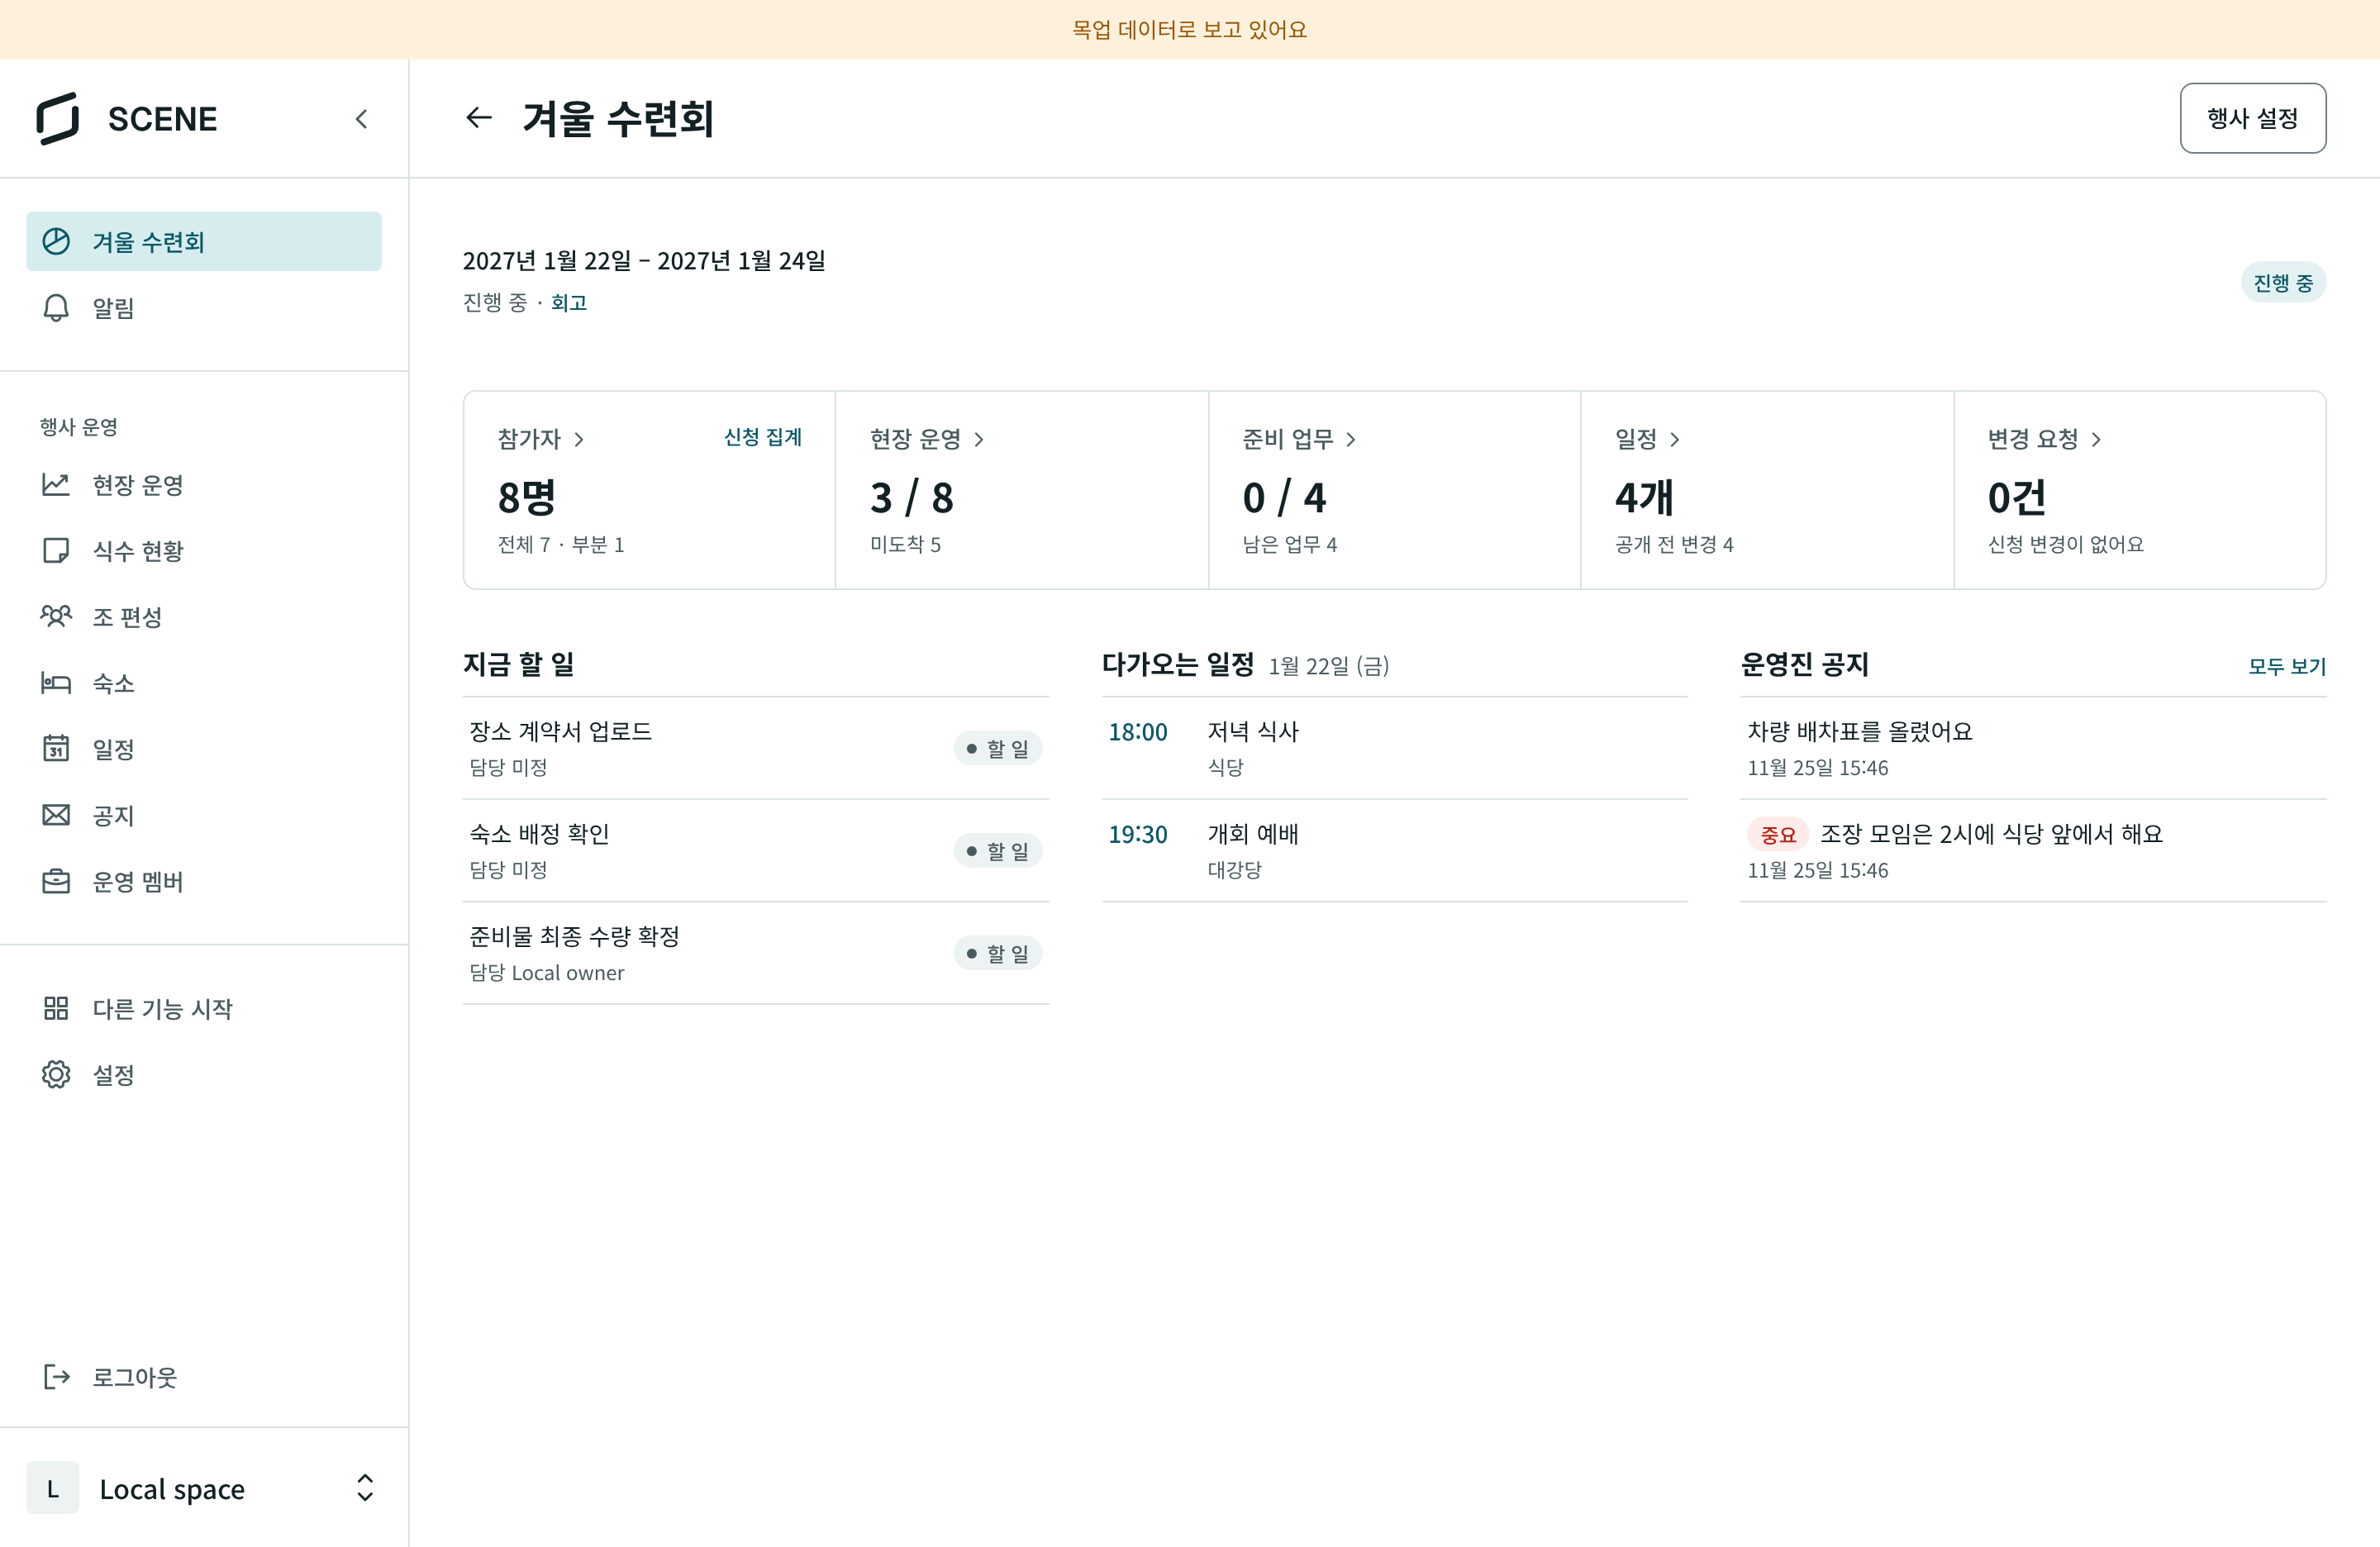 목업 데이터로 보고 있어요
SCENE
겨울 수련회
행사 설정
겨울 수련회
알림
행사 운영
현장 운영
식수 현황
조 편성
숙소
31
일정
공지
운영 멤버
다른 기능 시작
설정
로그아웃
L
Local space
2027년 1월 22일 – 2027년 1월 24일
진행 중 · 회고
진행 중
참가자
신청 집계
8명
전체 7 · 부분 1
현장 운영
3 / 8
미도착 5
준비 업무
0 / 4
남은 업무 4
일정
4개
공개 전 변경 4
변경 요청
0건
신청 변경이 없어요
지금 할 일
장소 계약서 업로드
담당 미정
할 일
숙소 배정 확인
담당 미정
할 일
준비물 최종 수량 확정
담당 Local owner
할 일
다가오는 일정 1월 22일 (금)
18:00 저녁 식사
식당
19:30 개회 예배
대강당
운영진 공지
모두 보기
차량 배차표를 올렸어요
11월 25일 15:46
중요 조장 모임은 2시에 식당 앞에서 해요
11월 25일 15:46